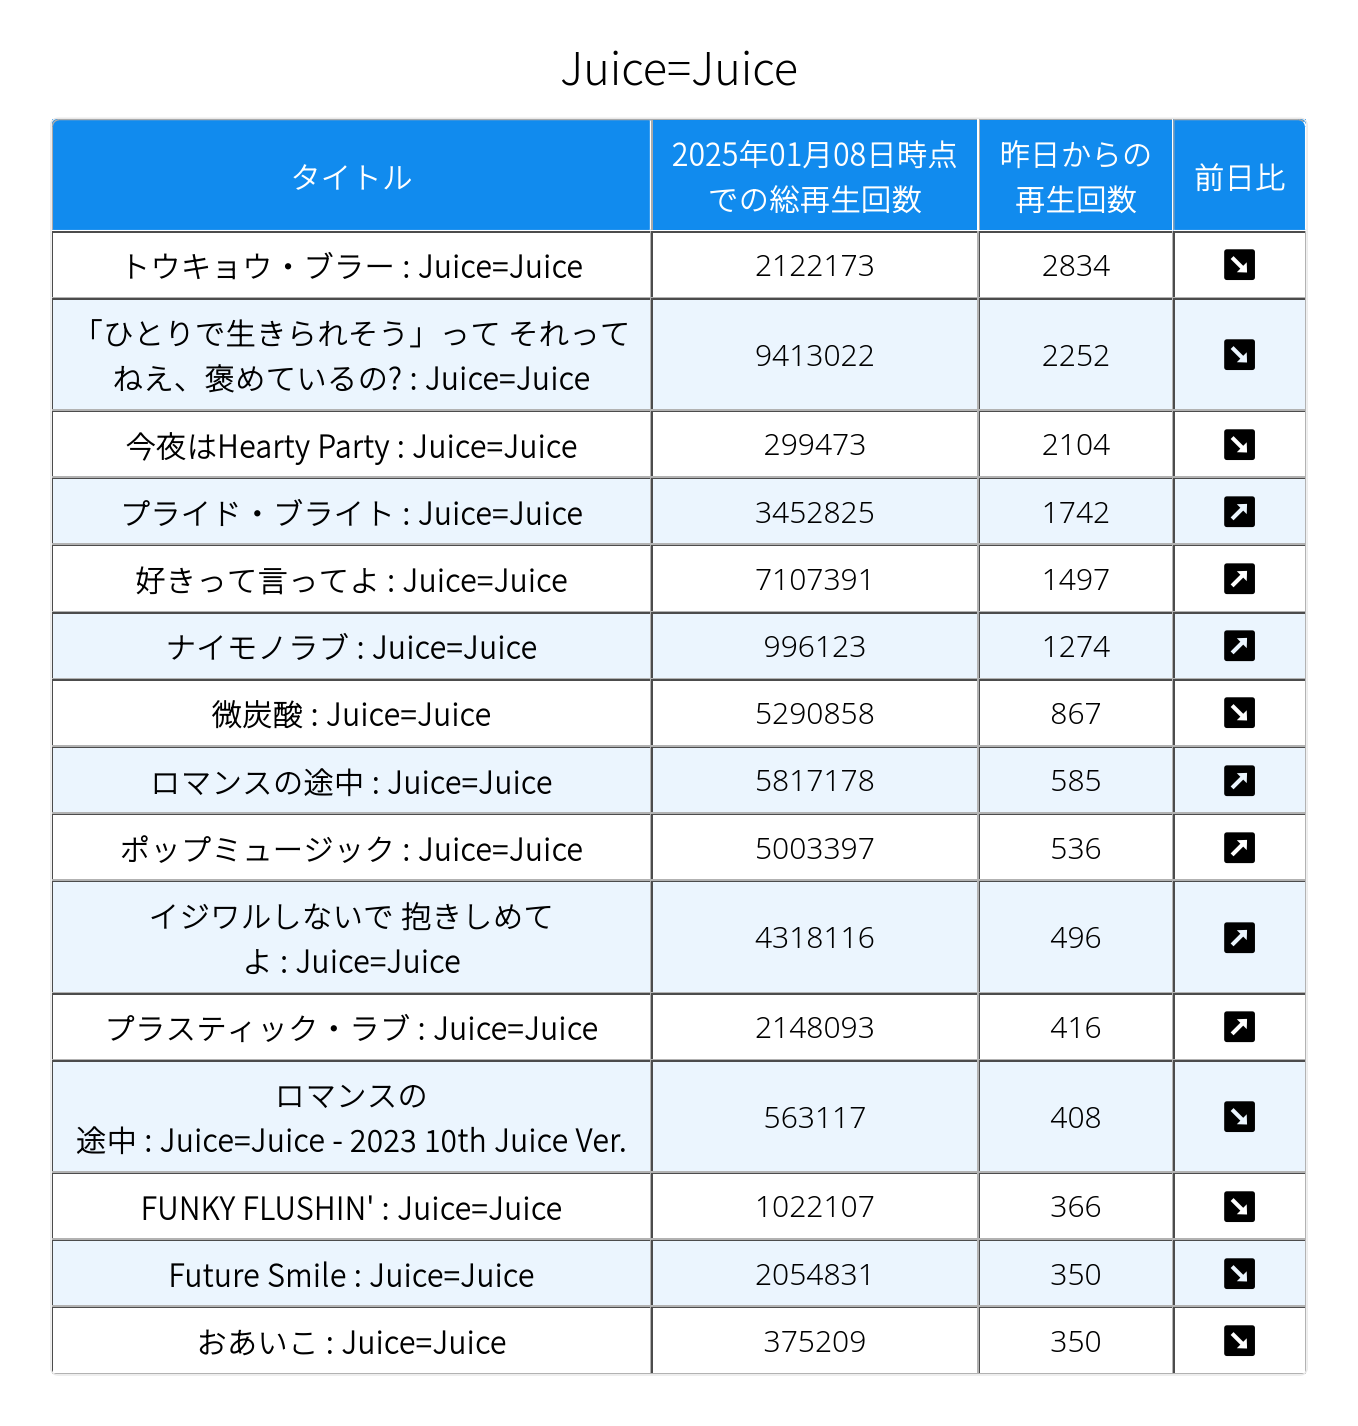 Juice=Juice
タイトル
2025年01月08日時点
での総再生回数
昨日からの
再生回数
前日比
トウキョウ・ブラー : Juice=Juice 2122173 2834
「ひとりで生きられそう」って それって
ねえ、褒めているの? : Juice=Juice 9413022 2252
今夜はHearty Party : Juice=Juice 299473 2104
プライド・ブライト : Juice=Juice 3452825 1742
好きって言ってよ : Juice=Juice 7107391 1497
ナイモノラブ : Juice=Juice 996123 1274
微炭酸 : Juice=Juice 5290858 867
ロマンスの途中 : Juice=Juice 5817178 585
ポップミュージック : Juice=Juice 5003397 536
イジワルしないで 抱きしめて
よ : Juice=Juice 4318116 496
プラスティック・ラブ : Juice=Juice 2148093 416
ロマンスの
途中 : Juice=Juice - 2023 10th Juice Ver. 563117 408
FUNKY FLUSHIN' : Juice=Juice 1022107 366
Future Smile : Juice=Juice 2054831 350
おあいこ : Juice=Juice 375209 350